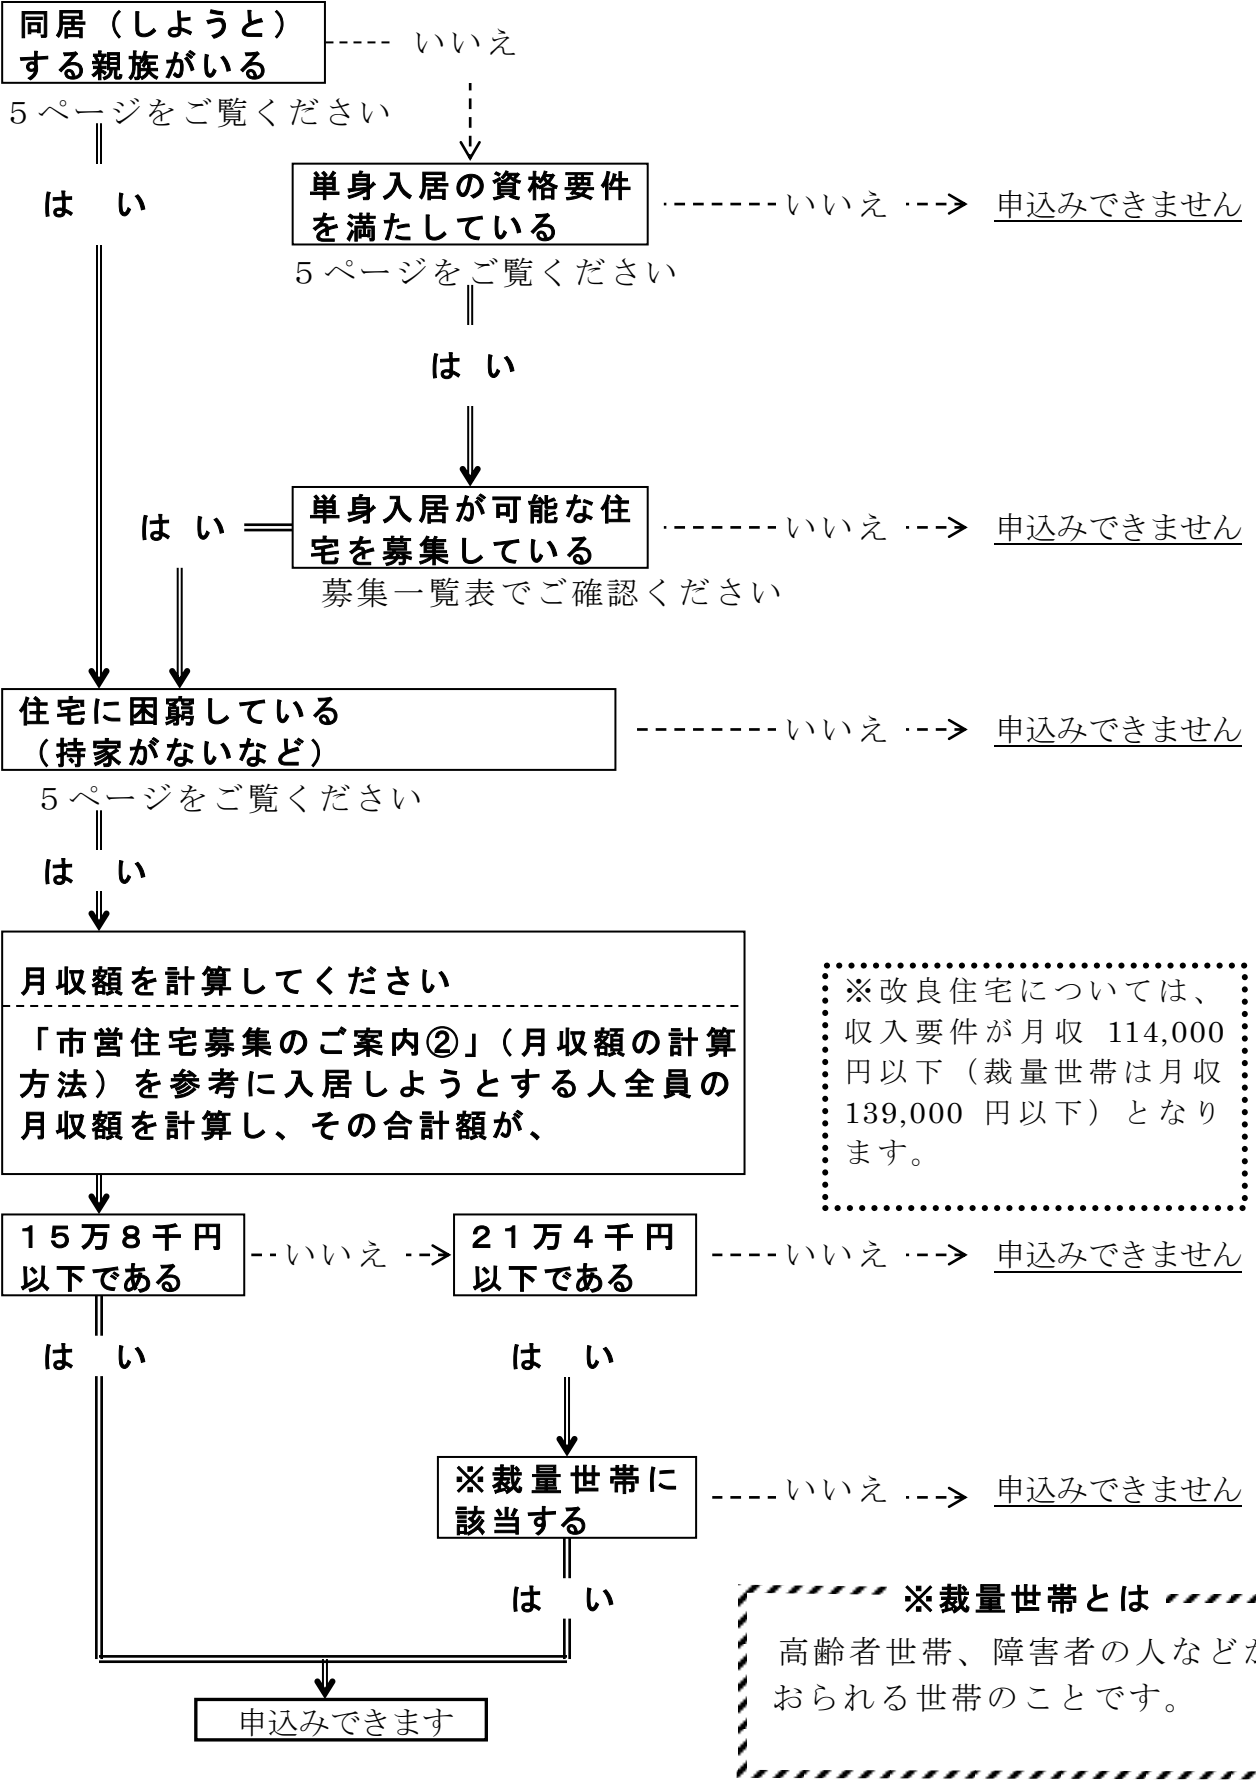 同居（しようと）
する親族がいる
いいえ
５ページをご覧ください
はい
単身入居の資格要件
を満たしている
いいえ
申込みできません
５ページをご覧ください
はい
単身入居が可能な住
宅を募集している
はい
いいえ
申込みできません
募集一覧表でご確認ください
住宅に困窮している
（持家がないなど）
いいえ
申込みできません
５ページをご覧ください
はい
月収額を計算してください
「市営住宅募集のご案内②」（月収額の計算
方法）を参考に入居しようとする人全員の
月収額を計算し、その合計額が、
※改良住宅については、
収入要件が月収 114,000
円以下（裁量世帯は月収
139,000 円以下）となり
ます。
１５万８千円
以下である
いいえ
２１万４千円
以下である
いいえ
申込みできません
はい
はい
※裁量世帯に
該当する
いいえ
申込みできません
はい
※裁量世帯とは
高齢者世帯、障害者の人などが
おられる世帯のことです。
申込みできます